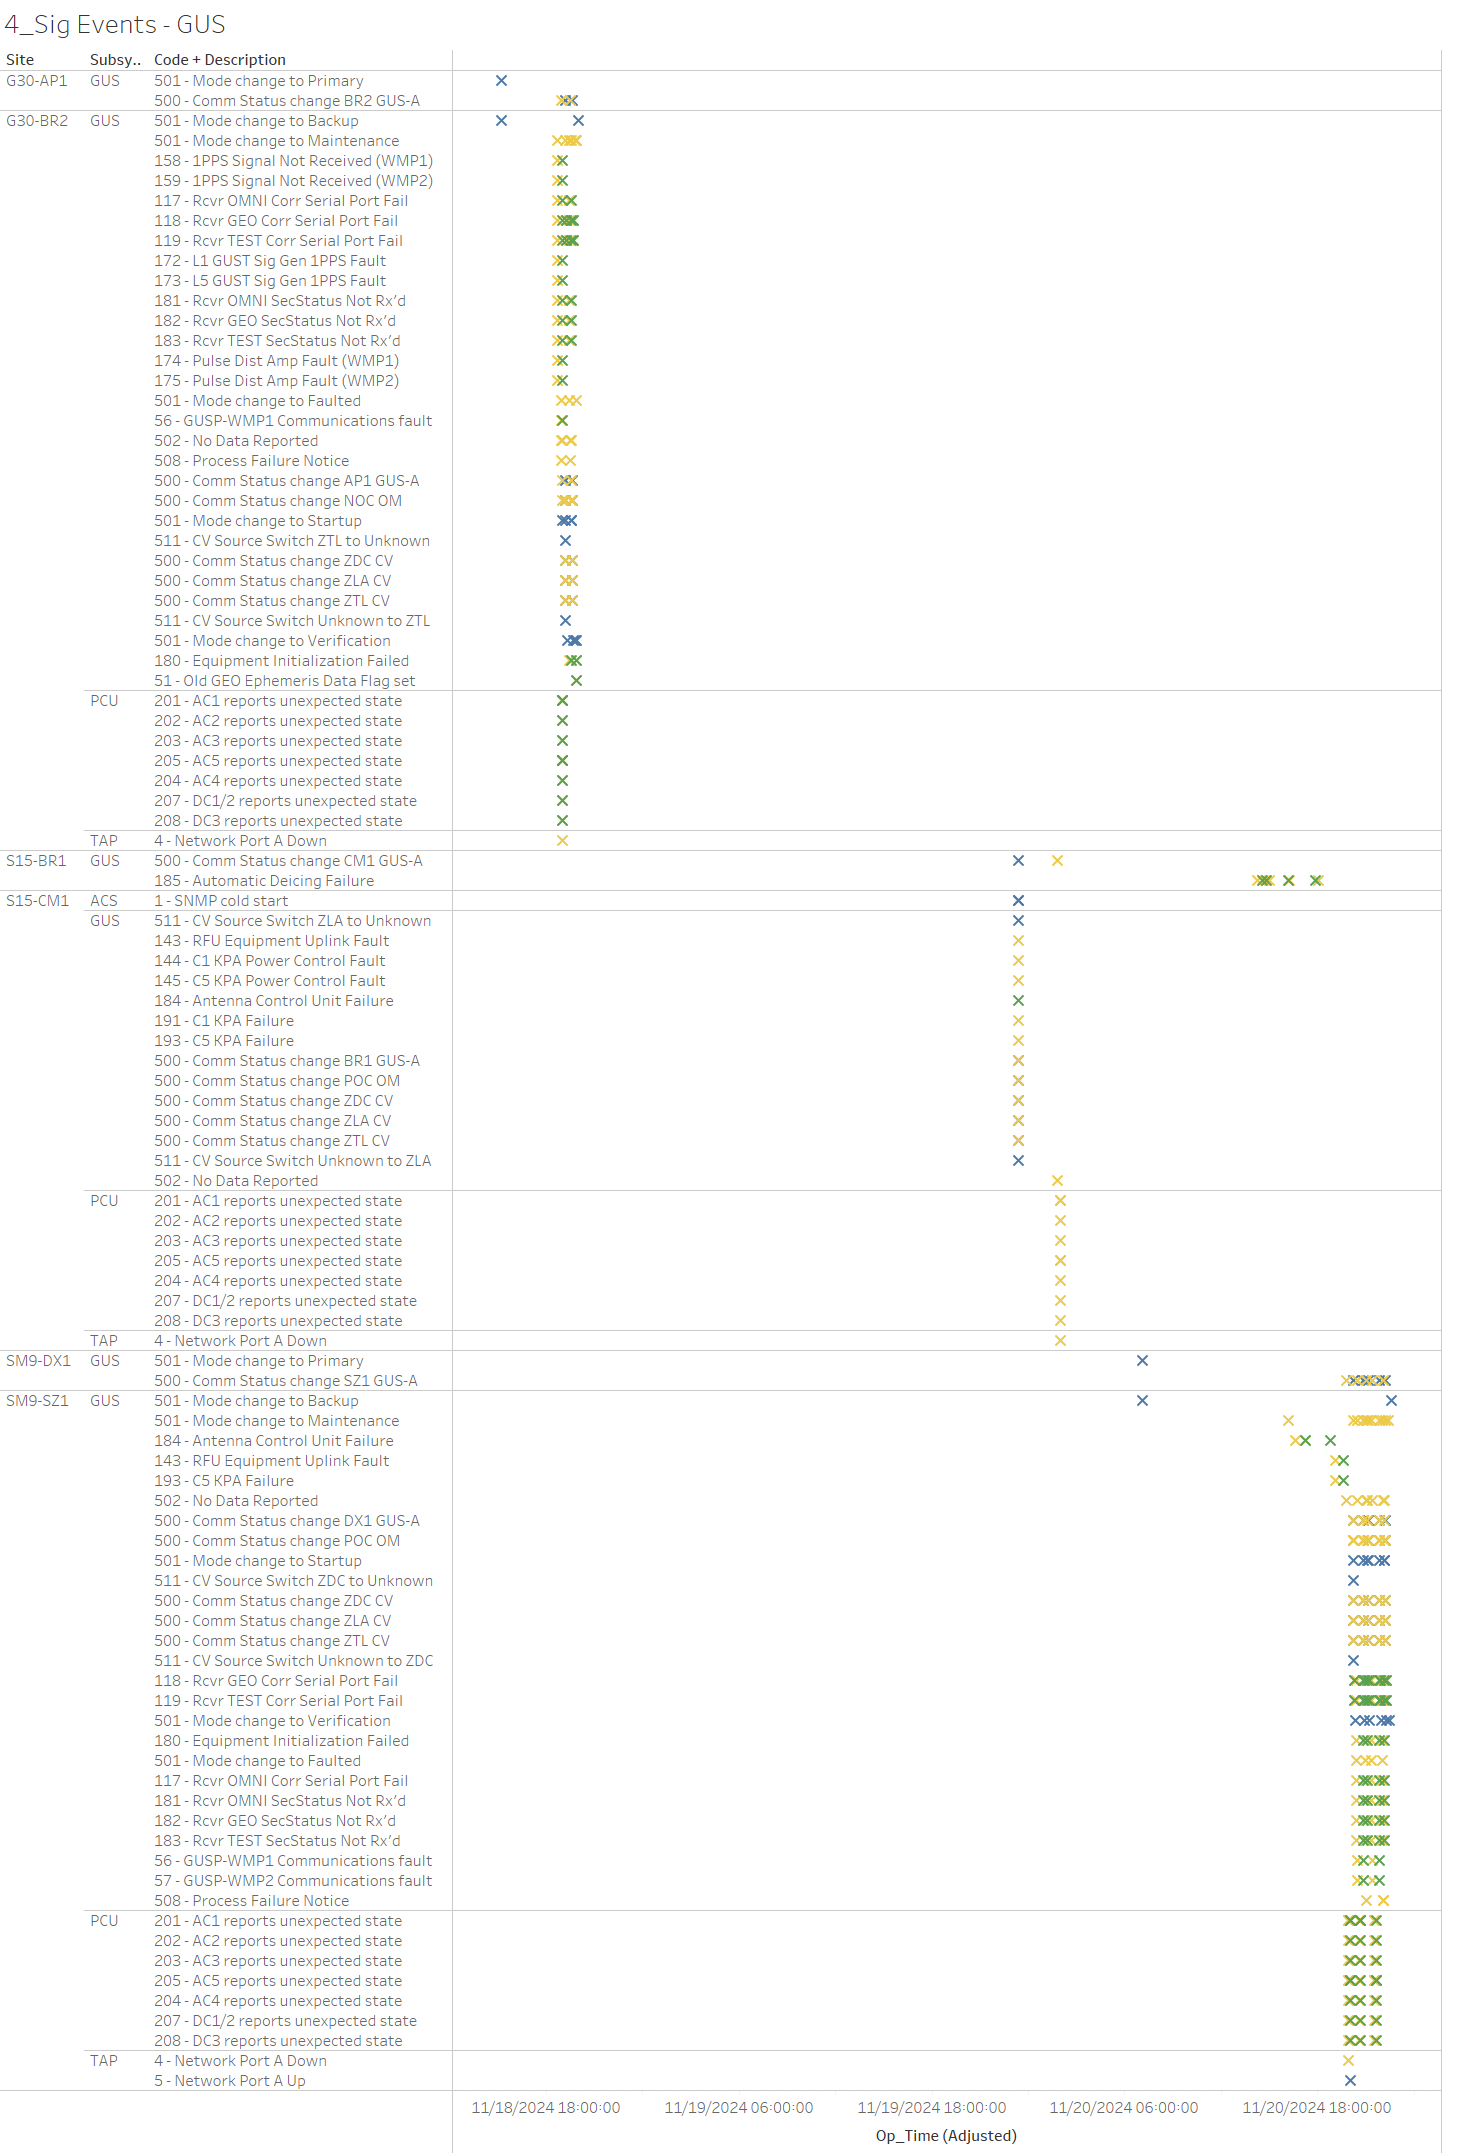 4_Sig Events - GUS
Site Subsy.. Code + Description
G30-AP1 GUS 501 - Mode change to Primary
500 - Comm Status change BR2 GUS-A
G30-BR2 GUS 501 - Mode change to Backup
501 - Mode change to Maintenance
158 - 1PPS Signal Not Received (WMP1)
159 - 1PPS Signal Not Received (WMP2)
117 - Rcvr OMNI Corr Serial Port Fail
118 - Rcvr GEO Corr Serial Port Fail
119 - Rcvr TEST Corr Serial Port Fail
172 - L1 GUST Sig Gen 1PPS Fault
173 - L5 GUST Sig Gen 1PPS Fault
181 - Rcvr OMNI SecStatus Not Rx’d
182 - Rcvr GEO SecStatus Not Rx’d
183 - Rcvr TEST SecStatus Not Rx’d
174 - Pulse Dist Amp Fault (WMP1)
175 - Pulse Dist Amp Fault (WMP2)
501 - Mode change to Faulted
56 - GUSP-WMP1 Communications fault
502 - No Data Reported
508 - Process Failure Notice
500 - Comm Status change AP1 GUS-A
500 - Comm Status change NOC OM
501 - Mode change to Startup
511 - CV Source Switch ZTL to Unknown
500 - Comm Status change ZDC CV
500 - Comm Status change ZLA CV
500 - Comm Status change ZTL CV
511 - CV Source Switch Unknown to ZTL
501 - Mode change to Verification
180 - Equipment Initialization Failed
51 - Old GEO Ephemeris Data Flag set
PCU 201 - AC1 reports unexpected state
202 - AC2 reports unexpected state
203 - AC3 reports unexpected state
205 - AC5 reports unexpected state
204 - AC4 reports unexpected state
207 - DC1/2 reports unexpected state
208 - DC3 reports unexpected state
TAP 4 - Network Port A Down
S15-BR1 GUS 500 - Comm Status change CM1 GUS-A
185 - Automatic Deicing Failure
S15-CM1 ACS 1 - SNMP cold start
GUS 511 - CV Source Switch ZLA to Unknown
143 - RFU Equipment Uplink Fault
144 - C1 KPA Power Control Fault
145 - C5 KPA Power Control Fault
184 - Antenna Control Unit Failure
191 - C1 KPA Failure
193 - C5 KPA Failure
500 - Comm Status change BR1 GUS-A
500 - Comm Status change POC OM
500 - Comm Status change ZDC CV
500 - Comm Status change ZLA CV
500 - Comm Status change ZTL CV
511 - CV Source Switch Unknown to ZLA
502 - No Data Reported
PCU 201 - AC1 reports unexpected state
202 - AC2 reports unexpected state
203 - AC3 reports unexpected state
205 - AC5 reports unexpected state
204 - AC4 reports unexpected state
207 - DC1/2 reports unexpected state
208 - DC3 reports unexpected state
TAP 4 - Network Port A Down
SM9-DX1 GUS 501 - Mode change to Primary
500 - Comm Status change SZ1 GUS-A
SM9-SZ1 GUS 501 - Mode change to Backup
501 - Mode change to Maintenance
184 - Antenna Control Unit Failure
143 - RFU Equipment Uplink Fault
193 - C5 KPA Failure
502 - No Data Reported
500 - Comm Status change DX1 GUS-A
500 - Comm Status change POC OM
501 - Mode change to Startup
511 - CV Source Switch ZDC to Unknown
500 - Comm Status change ZDC CV
500 - Comm Status change ZLA CV
500 - Comm Status change ZTL CV
511 - CV Source Switch Unknown to ZDC
118 - Rcvr GEO Corr Serial Port Fail
119 - Rcvr TEST Corr Serial Port Fail
501 - Mode change to Verification
180 - Equipment Initialization Failed
501 - Mode change to Faulted
117 - Rcvr OMNI Corr Serial Port Fail
181 - Rcvr OMNI SecStatus Not Rx’d
182 - Rcvr GEO SecStatus Not Rx’d
183 - Rcvr TEST SecStatus Not Rx’d
56 - GUSP-WMP1 Communications fault
57 - GUSP-WMP2 Communications fault
508 - Process Failure Notice
PCU 201 - AC1 reports unexpected state
202 - AC2 reports unexpected state
203 - AC3 reports unexpected state
205 - AC5 reports unexpected state
204 - AC4 reports unexpected state
207 - DC1/2 reports unexpected state
208 - DC3 reports unexpected state
TAP 4 - Network Port A Down
5 - Network Port A Up
11/18/2024 18:00:00 11/19/2024 06:00:00 11/19/2024 18:00:00 11/20/2024 06:00:00 11/20/2024 18:00:00
Op_Time (Adjusted)